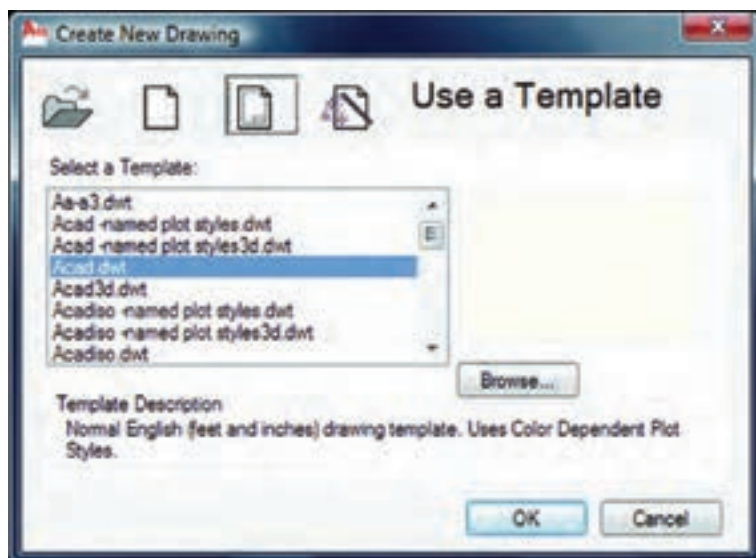 Create New Drawing
Use a Template
Select a Template:
Aa-a3.dwt
Acad -named plot styles.dwt
Acad -named plot styles3d.dwt
Acad.dwt
Acad3d.dwt
Acadiso -named plot styles.dwt
Acadiso -named plot styles3d.dwt
Acadiso.dwt
Browse...
Template Description
Normal English (feet and inches) drawing template. Uses Color Dependent Plot
Styles.
OK
Cancel